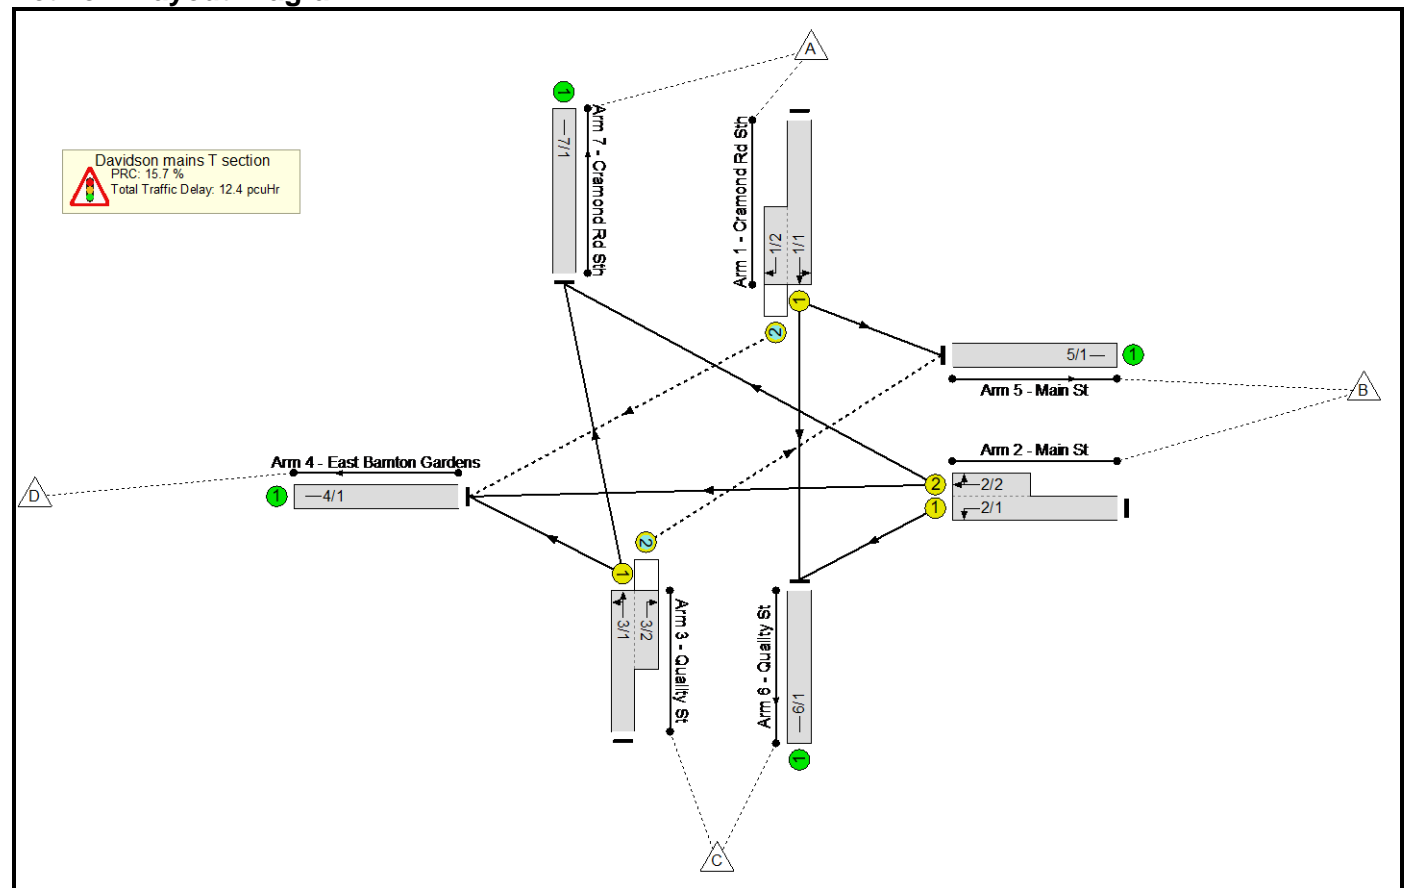 A
1
Arm 7 - Cramond Rd Sth
7/1
Arm 1 - Cramond Rd Sth
1/2
1/1
Davidson mains T section
PRC: 15.7 %
Total Traffic Delay: 12.4 pcuHr
1
2
5/1
1
Arm 5 - Main St
B
Arm 2 - Main St
Arm 4 - East Barnton Gardens
D
1
4/1
2
2/2
1
2/1
2
1
3/1
3/2
Arm 3 - Quality St
Arm 6 - Quality St
6/1
1
C